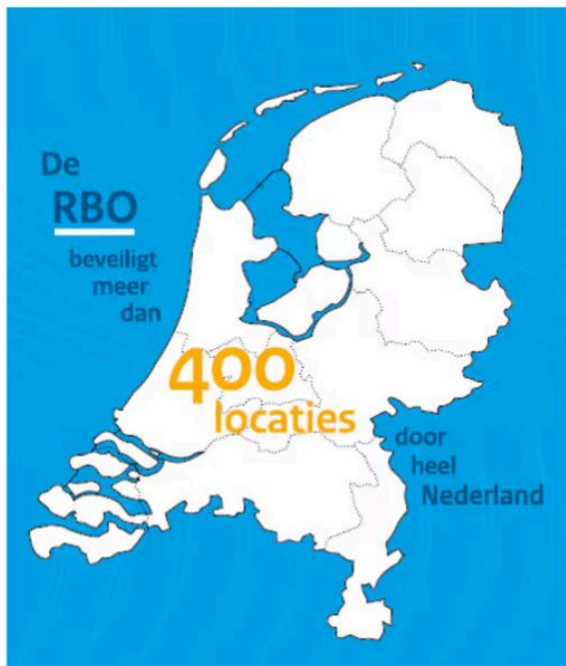 De
RBO
beveiligt
meer
dan
400
locaties
door
heel
Nederland